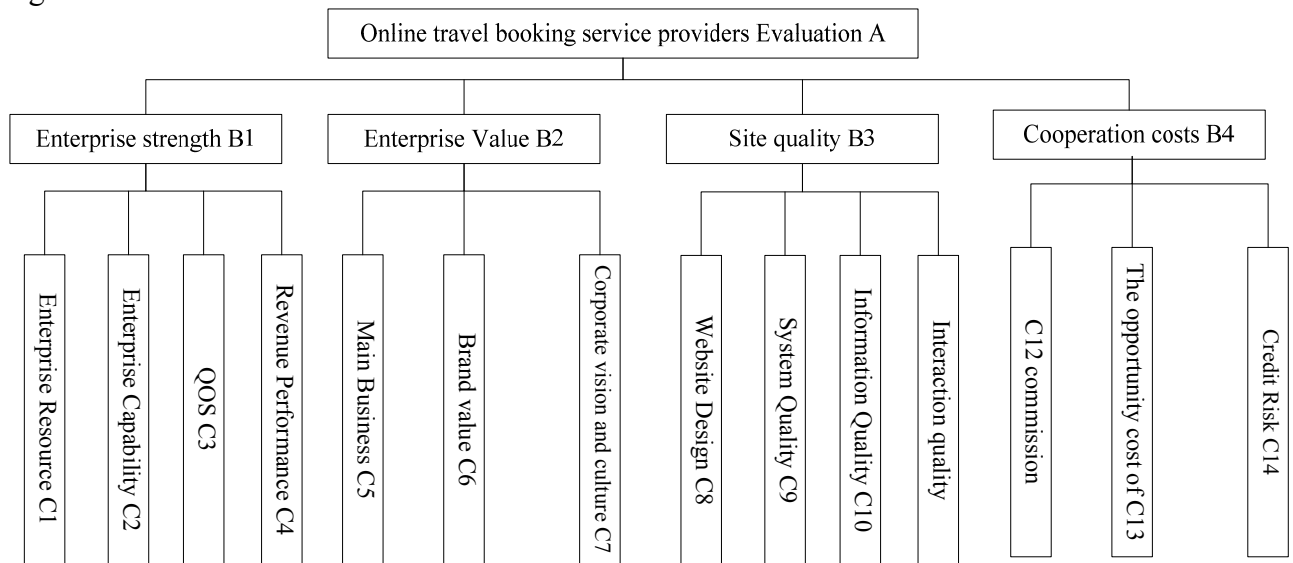 Online travel booking service providers Evaluation A
Enterprise strength B1
Enterprise Value B2
Site quality B3
Cooperation costs B4
Enterprise Resource C1
Enterprise Capability C2
QOS C3
Revenue Performance C4
Main Business C5
Brand value C6
Corporate vision and culture C7
Website Design C8
System Quality C9
Information Quality C10
Interaction quality
C12 commission
The opportunity cost of C13
Credit Risk C14